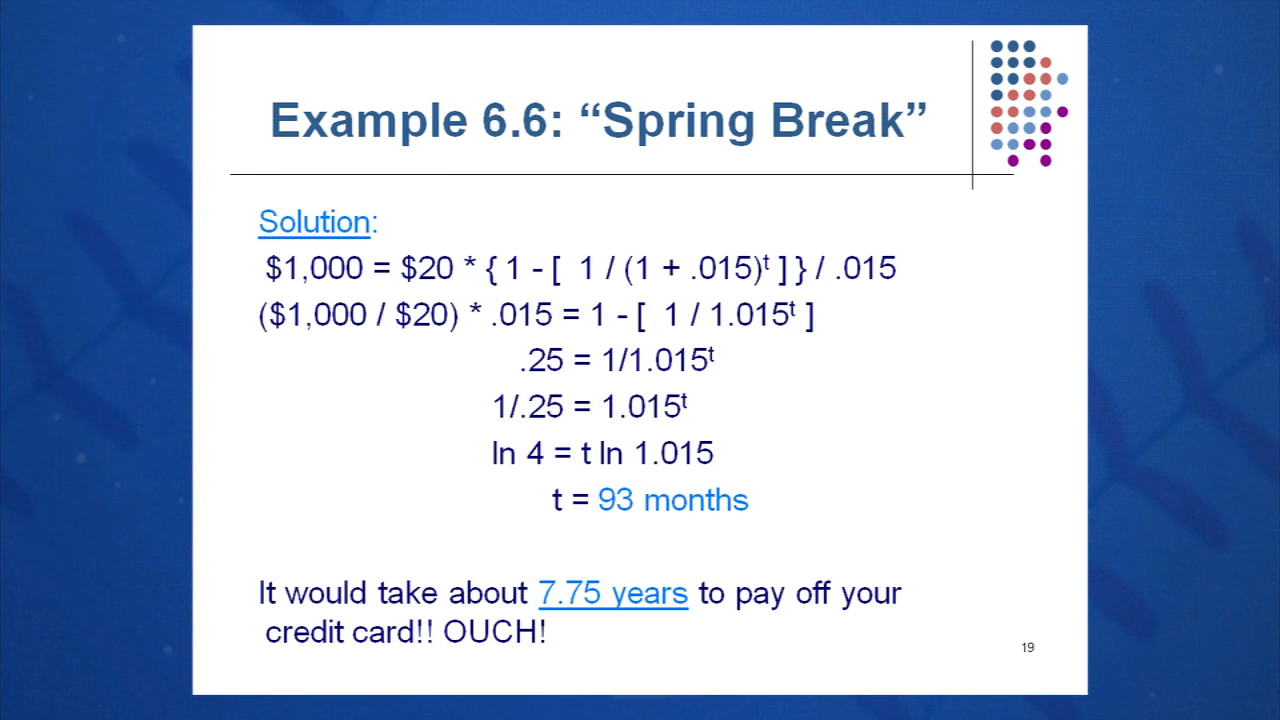 Example 6.6: “Spring Break”
Solution:
$1,000 = $20 * { 1 - [ 1 / (1 + .015)ᵗ ] } / .015
($1,000 / $20) * .015 = 1 - [ 1 / 1.015ᵗ ]
.25 = 1/1.015ᵗ
1/.25 = 1.015ᵗ
ln 4 = t ln 1.015
t = 93 months
It would take about 7.75 years to pay off your
credit card!! OUCH!
19